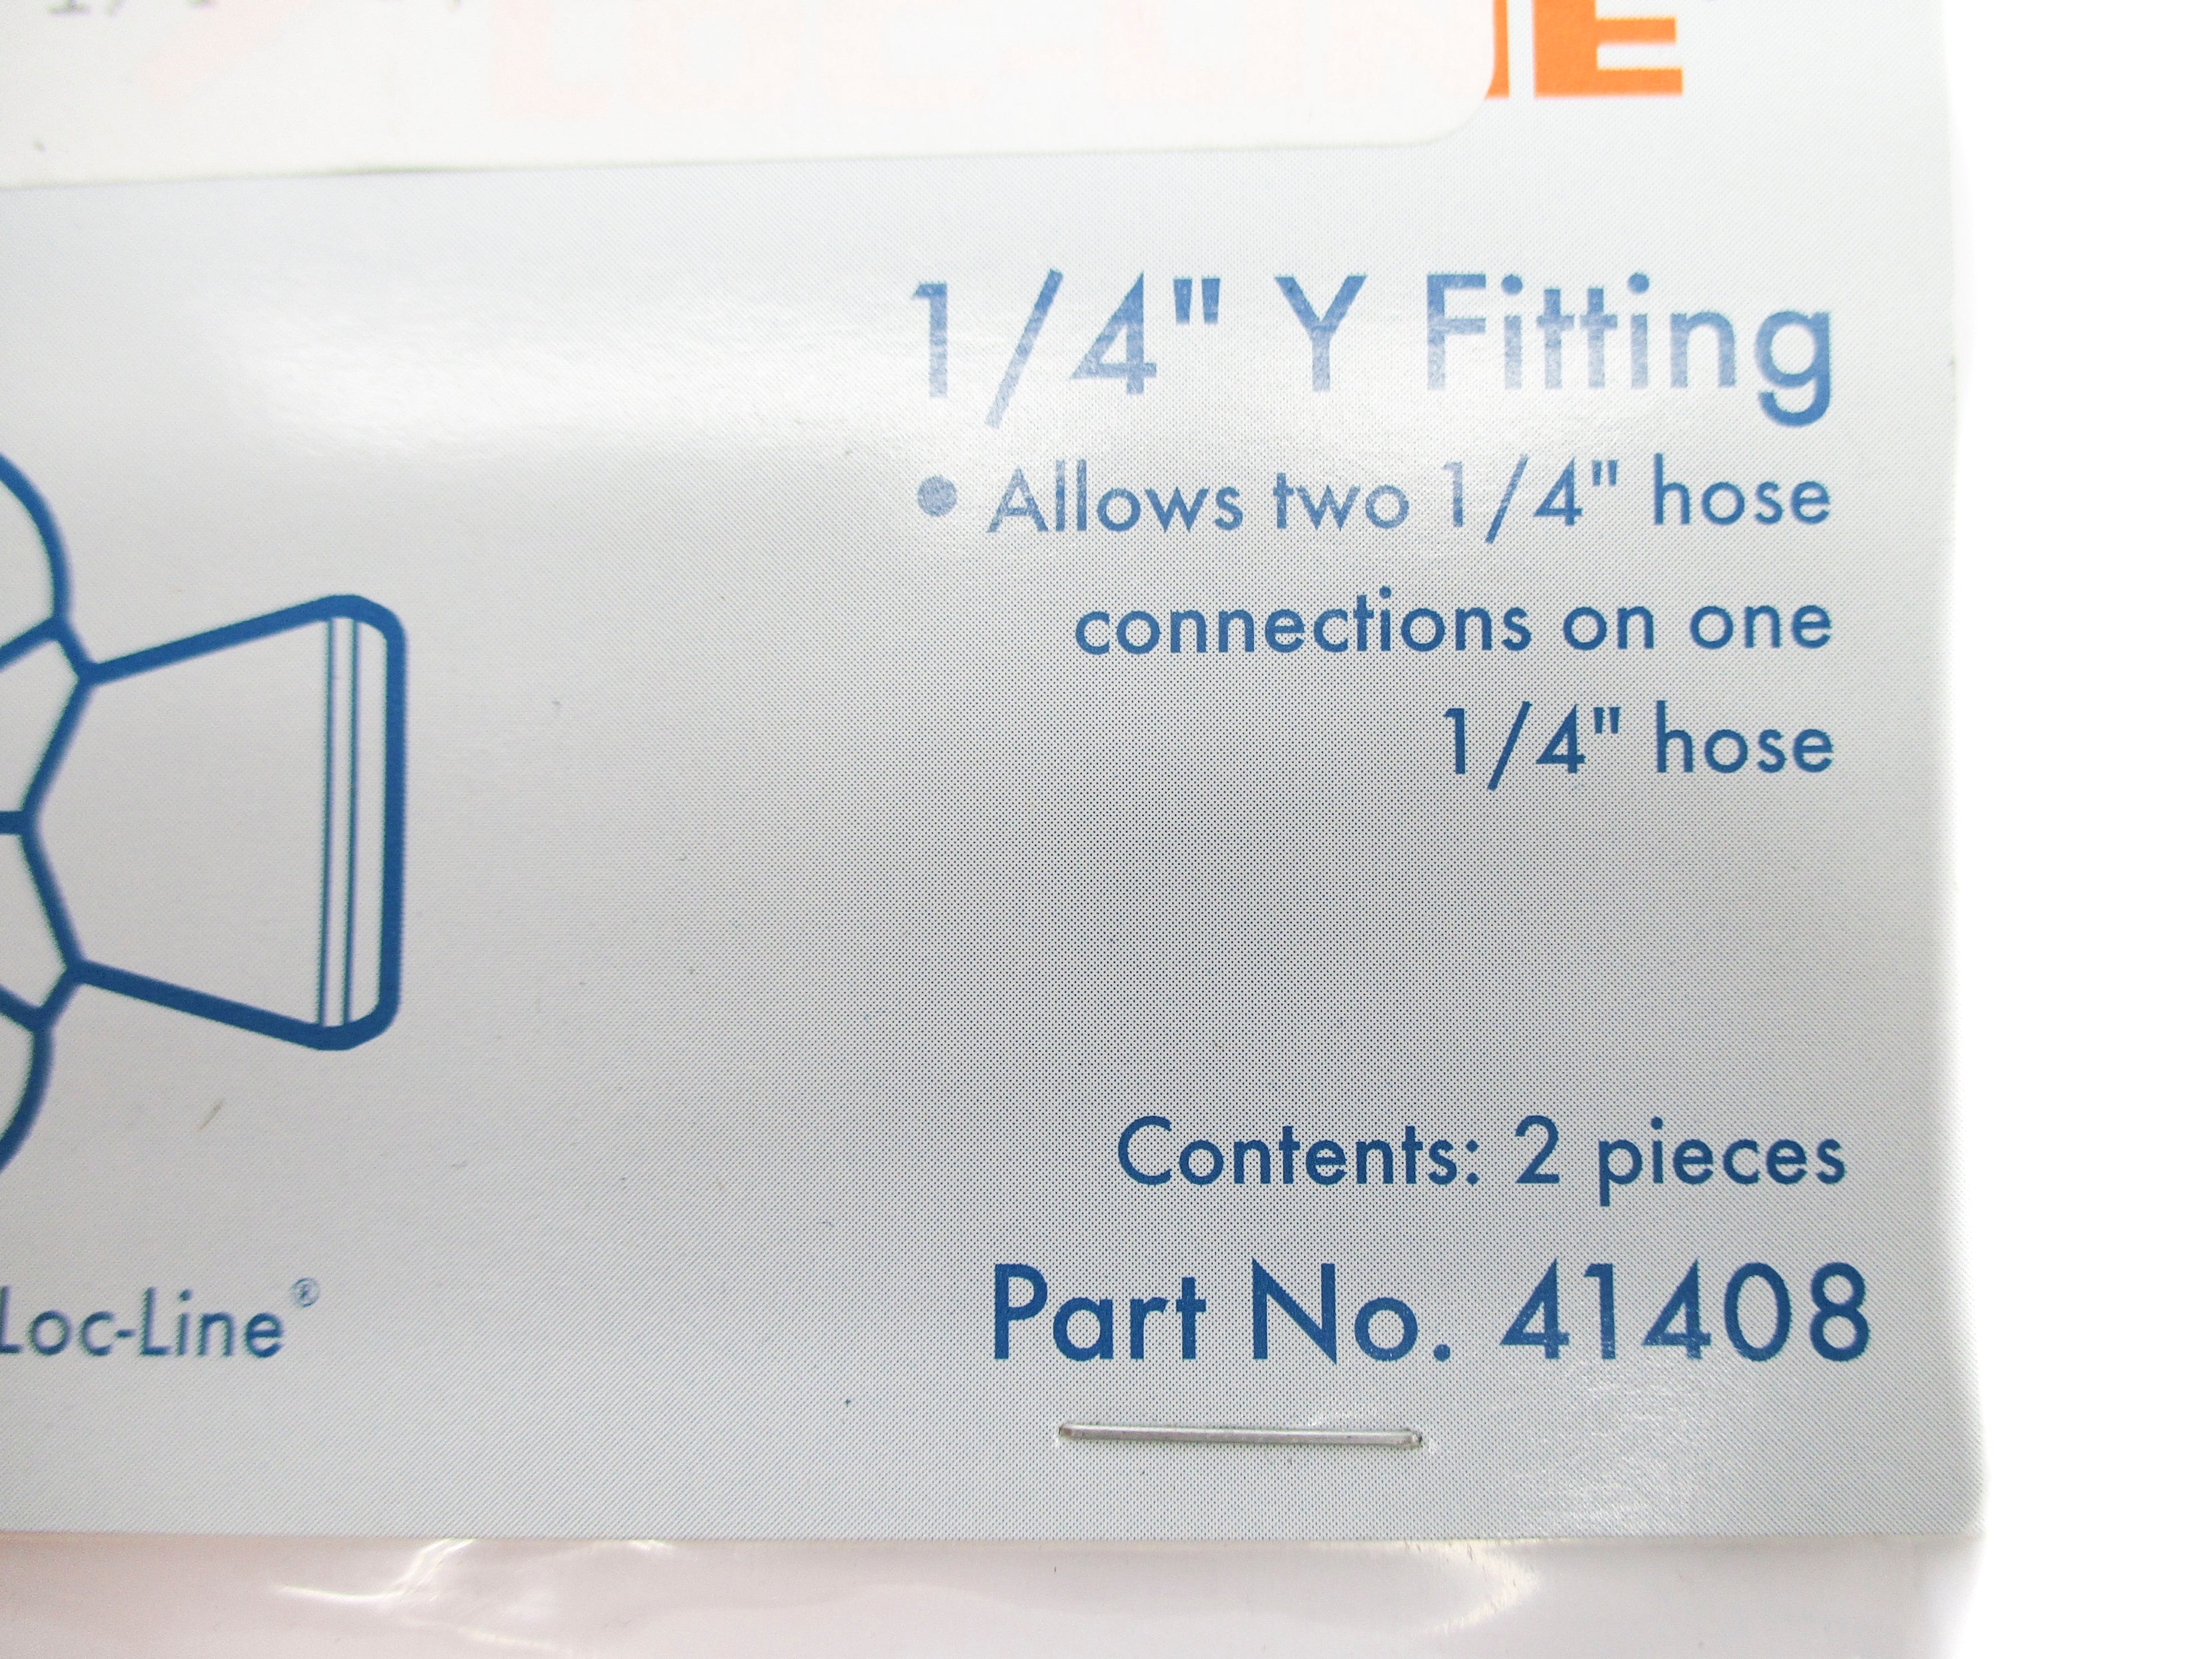 1/4" Y Fitting
• Allows two 1/4" hose
connections on one
1/4" hose
Contents: 2 pieces
Part No. 41408
Loc-Line®